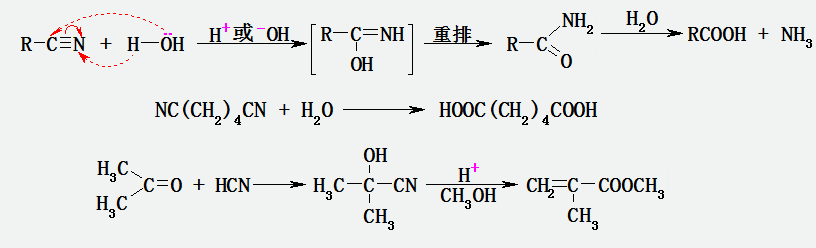 R-C≡N + H-ÖH H⁺或⁻OH [R-C=NH OH] 重排 R-C NH₂ O H₂O RCOOH + NH₃
NC(CH₂)₄CN + H₂O → HOOC(CH₂)₄COOH
H₃C H₃C C=O + HCN → H₃C-C-CN OH CH₃ H⁺ CH₃OH CH₂=C-COOCH₃ CH₃